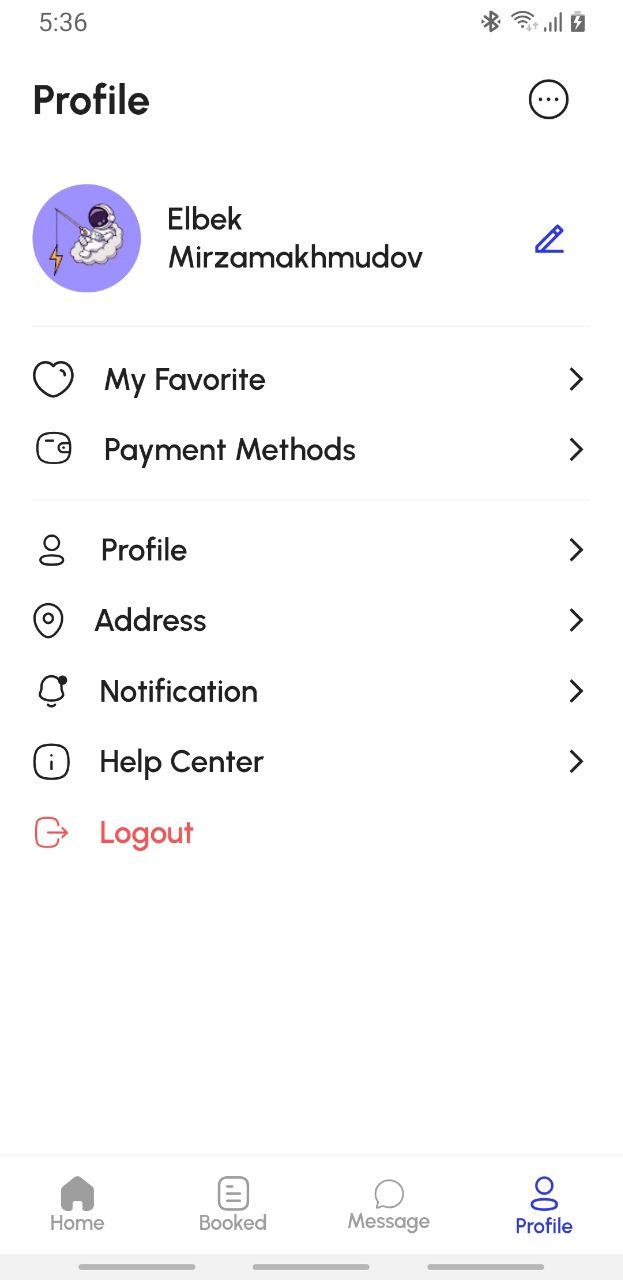 5:36
Profile
Elbek
Mirzamakhmudov
My Favorite
Payment Methods
Profile
Address
Notification
Help Center
Logout
Home
Booked
Message
Profile